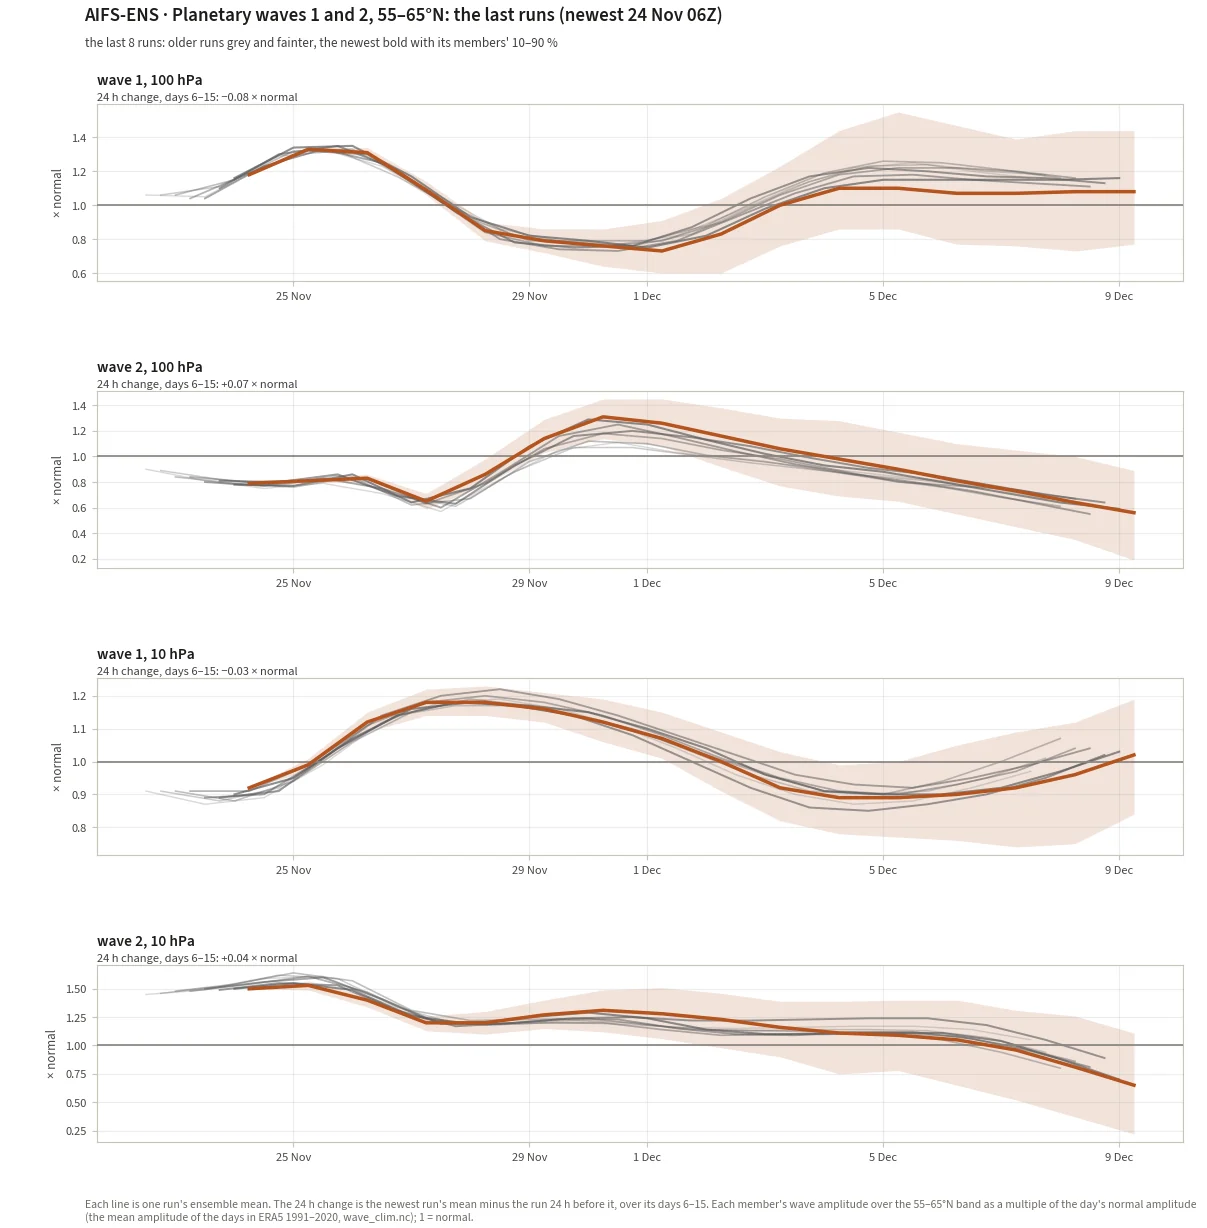 AIFS-ENS · Planetary waves 1 and 2, 55–65°N: the last runs (newest 24 Nov 06Z)
the last 8 runs: older runs grey and fainter, the newest bold with its members' 10–90 %
wave 1, 100 hPa
24 h change, days 6–15: −0.08 × normal
× normal
1.4
1.2
1.0
0.8
0.6
25 Nov
29 Nov
1 Dec
5 Dec
9 Dec
wave 2, 100 hPa
24 h change, days 6–15: +0.07 × normal
× normal
1.4
1.2
1.0
0.8
0.6
0.4
0.2
25 Nov
29 Nov
1 Dec
5 Dec
9 Dec
wave 1, 10 hPa
24 h change, days 6–15: −0.03 × normal
× normal
1.2
1.1
1.0
0.9
0.8
25 Nov
29 Nov
1 Dec
5 Dec
9 Dec
wave 2, 10 hPa
24 h change, days 6–15: +0.04 × normal
× normal
1.50
1.25
1.00
0.75
0.50
0.25
25 Nov
29 Nov
1 Dec
5 Dec
9 Dec
Each line is one run's ensemble mean. The 24 h change is the newest run's mean minus the run 24 h before it, over its days 6–15. Each member's wave amplitude over the 55–65°N band as a multiple of the day's normal amplitude
(the mean amplitude of the days in ERA5 1991–2020, wave_clim.nc); 1 = normal.